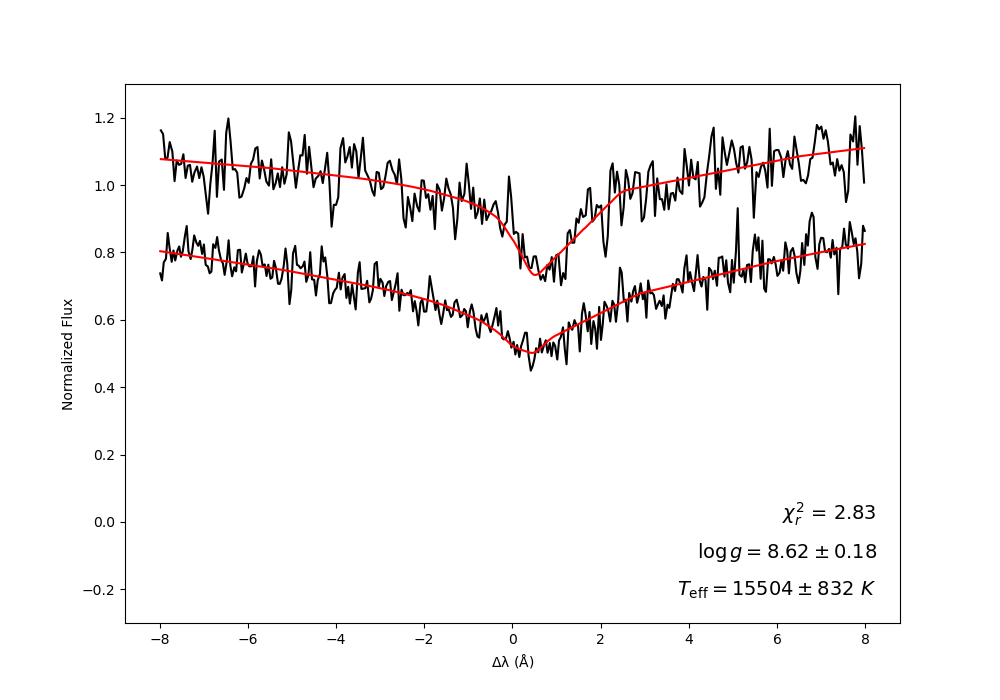 1.2
1.0
0.8
0.6
0.4
0.2
0.0
−0.2
Normalized Flux
χ²ᵣ = 2.83
log g = 8.62 ± 0.18
T_eff = 15504 ± 832 K
−8 −6 −4 −2 0 2 4 6 8
Δλ (Å)